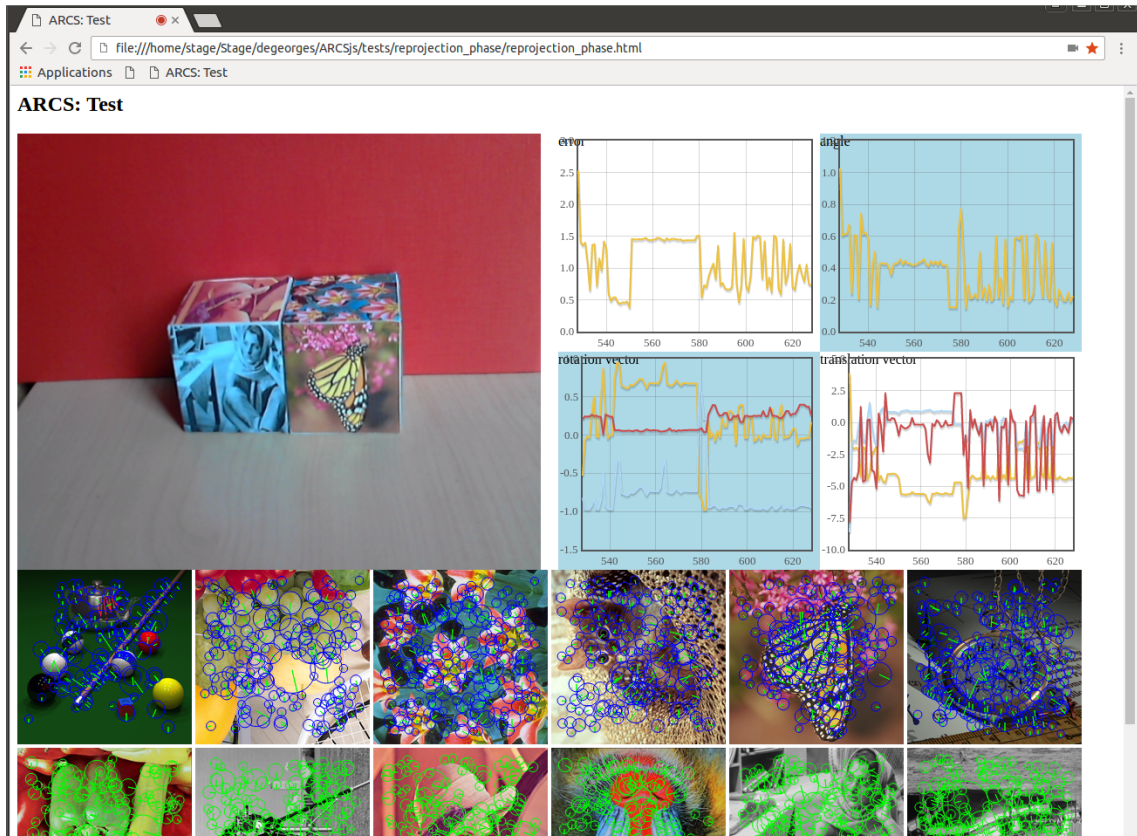 ARCS: Test
file:///home/stage/Stage/degeorges/ARCSjs/tests/reprojection_phase/reprojection_phase.html
Applications ARCS: Test
ARCS: Test
error
2.5
2.0
1.5
1.0
0.5
0.0
540 560 580 600 620
angle
1.0
0.8
0.6
0.4
0.2
0.0
540 560 580 600 620
rotation vector
0.5
0.0
-0.5
-1.0
-1.5
540 560 580 600 620
translation vector
2.5
0.0
-2.5
-5.0
-7.5
-10.0
540 560 580 600 620